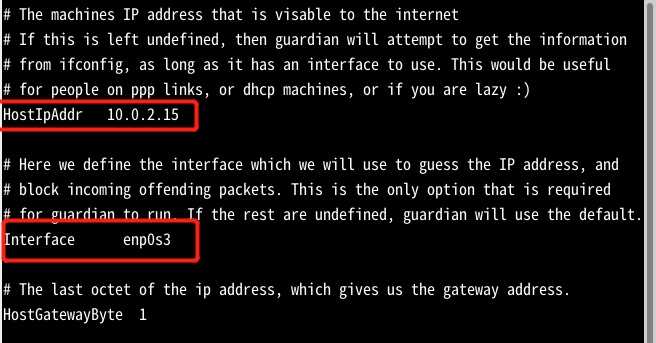 # The machines IP address that is visable to the internet
# If this is left undefined, then guardian will attempt to get the information
# from ifconfig, as long as it has an interface to use. This would be useful
# for people on ppp links, or dhcp machines, or if you are lazy :)
HostIpAddr   10.0.2.15
# Here we define the interface which we will use to guess the IP address, and
# block incoming offending packets. This is the only option that is required
# for guardian to run. If the rest are undefined, guardian will use the default.
Interface      enp0s3
# The last octet of the ip address, which gives us the gateway address.
HostGatewayByte  1